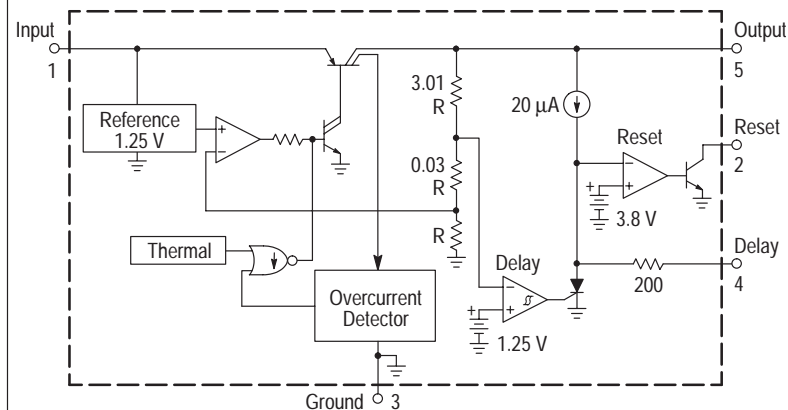 Input
1
Output
5
3.01
R
20 µA
Reference
1.25 V
+
−
Reset
Reset
2
−
+
0.03
R
+
3.8 V
R
Thermal
Delay
Delay
4
200
−
+
Overcurrent
Detector
+
1.25 V
Ground
3